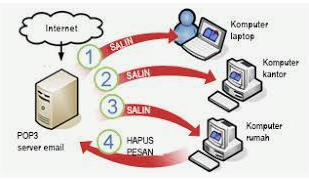 Internet
Komputer
laptop
1
SALIN
Komputer
kantor
2
SALIN
3
SALIN
POP3
server email
4
HAPUS
PESAN
Komputer
rumah